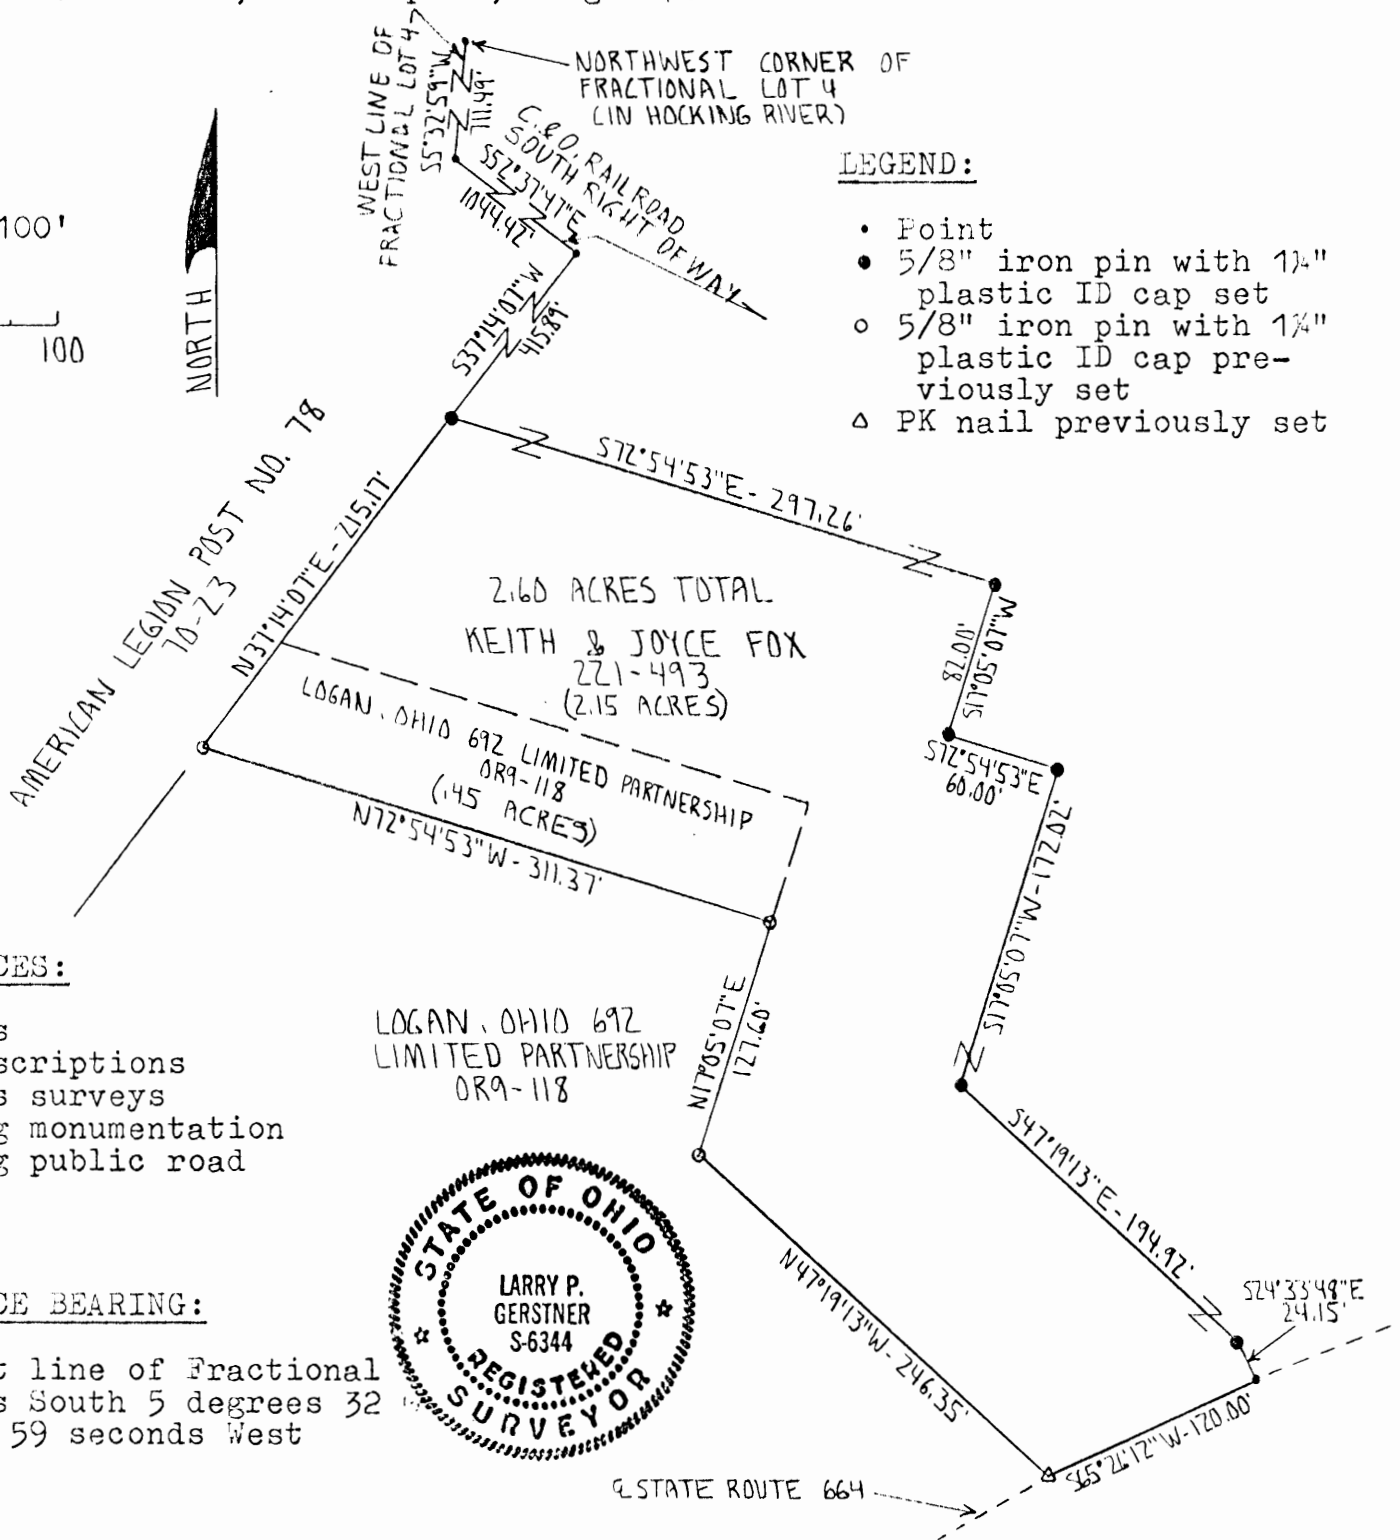 WEST LINE OF
FRACTIONAL LOT 4
S5°32'59"W
711.49'
NORTHWEST CORNER OF
FRACTIONAL LOT 4
(IN HOCKING RIVER)
C.&O. RAILROAD
SOUTH RIGHT OF WAY
S52°37'47"E
1044.42'
LEGEND:
Point
5/8" iron pin with 1¼"
plastic ID cap set
5/8" iron pin with 1¼"
plastic ID cap pre-
viously set
PK nail previously set
100'
100
NORTH
S37°14'07"W
415.89'
AMERICAN LEGION POST NO. 78
70-23
N37°14'07"E - 215.17'
S72°54'53"E - 297.26'
2.60 ACRES TOTAL
KEITH & JOYCE FOX
221-493
(2.15 ACRES)
S17°05'07"W
82.00'
S72°54'53"E
60.00'
LOGAN, OHIO 692 LIMITED PARTNERSHIP
OR9-118
(.45 ACRES)
N72°54'53"W - 311.37'
S17°05'07"W - 172.02'
CES:
s
scriptions
s surveys
g monumentation
g public road
LOGAN, OHIO 692
LIMITED PARTNERSHIP
OR9-118
N17°05'07"E
127.60'
S47°19'13"E - 194.92'
STATE OF OHIO
LARRY P.
GERSTNER
S-6344
REGISTERED
SURVEYOR
N47°19'13"W - 246.35'
S24°33'48"E
24.15'
CE BEARING:
t line of Fractional
s South 5 degrees 32
59 seconds West
S65°26'12"W - 120.00'
℄ STATE ROUTE 664